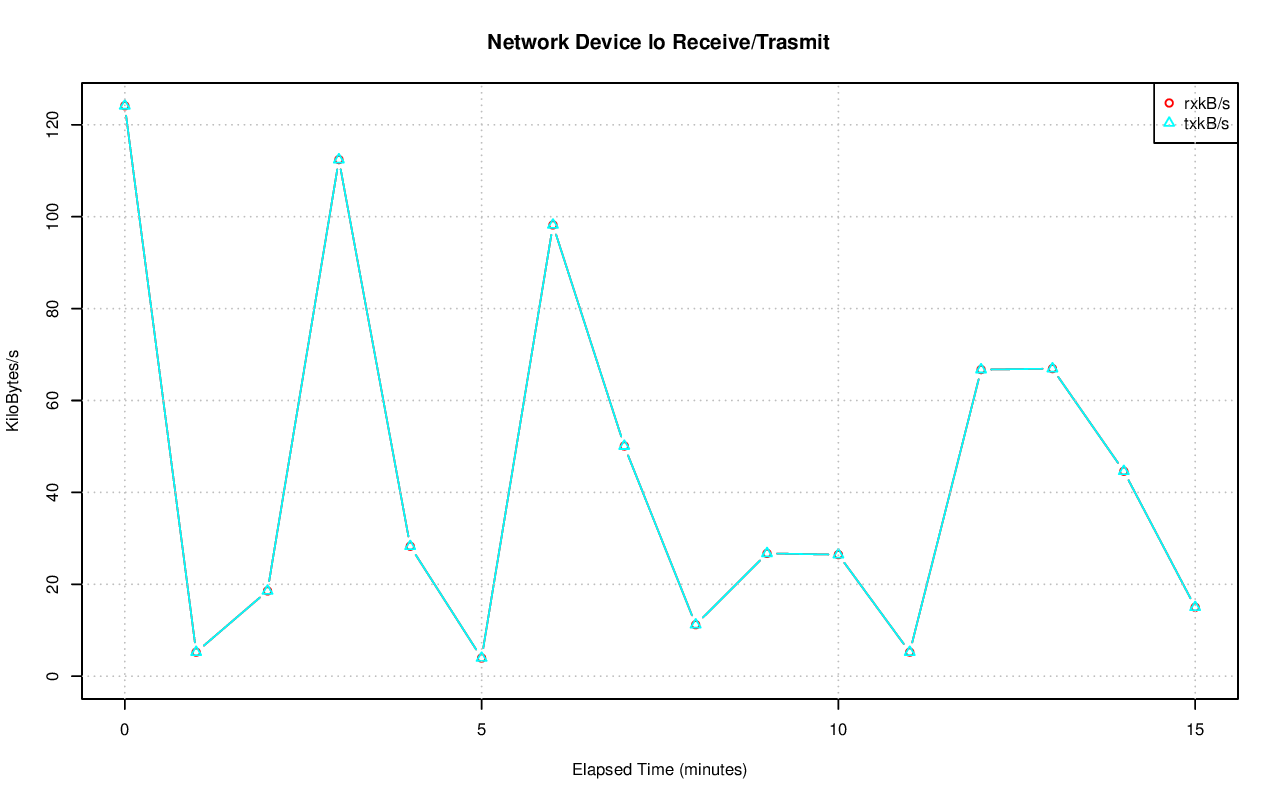 Network Device lo Receive/Trasmit
rxkB/s
txkB/s
KiloBytes/s
120
100
80
60
40
20
0
0 5 10 15
Elapsed Time (minutes)